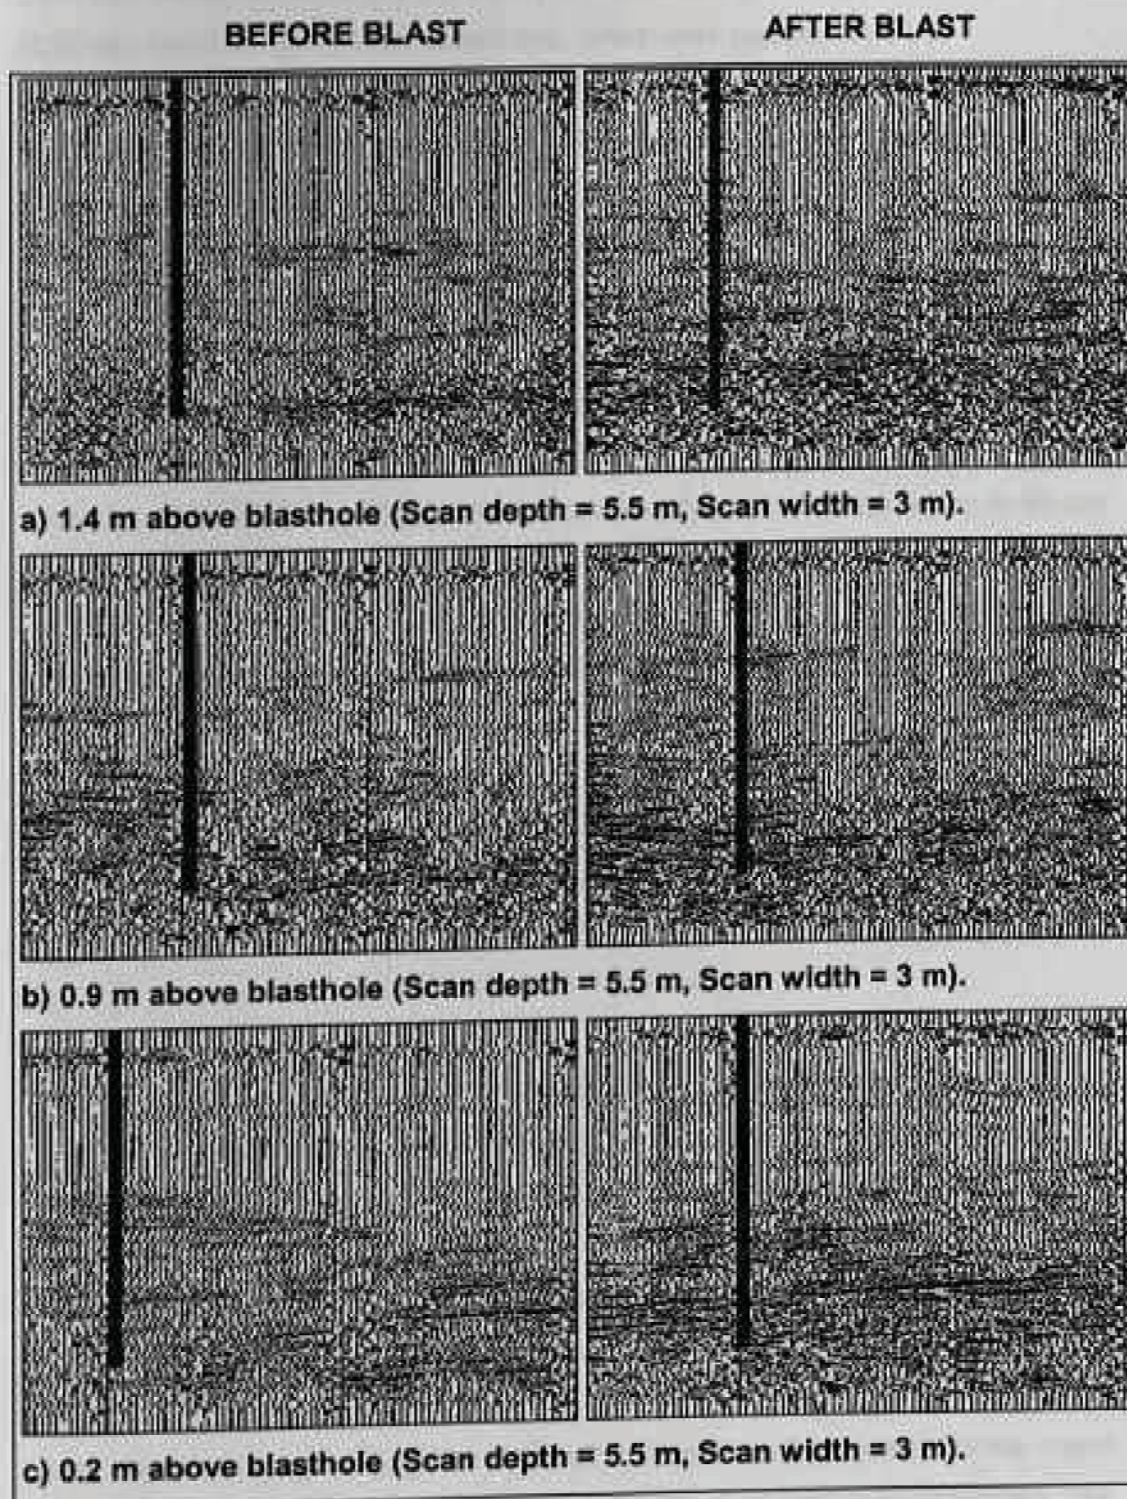 BEFORE BLAST
AFTER BLAST
a) 1.4 m above blasthole (Scan depth = 5.5 m, Scan width = 3 m).
b) 0.9 m above blasthole (Scan depth = 5.5 m, Scan width = 3 m).
c) 0.2 m above blasthole (Scan depth = 5.5 m, Scan width = 3 m).